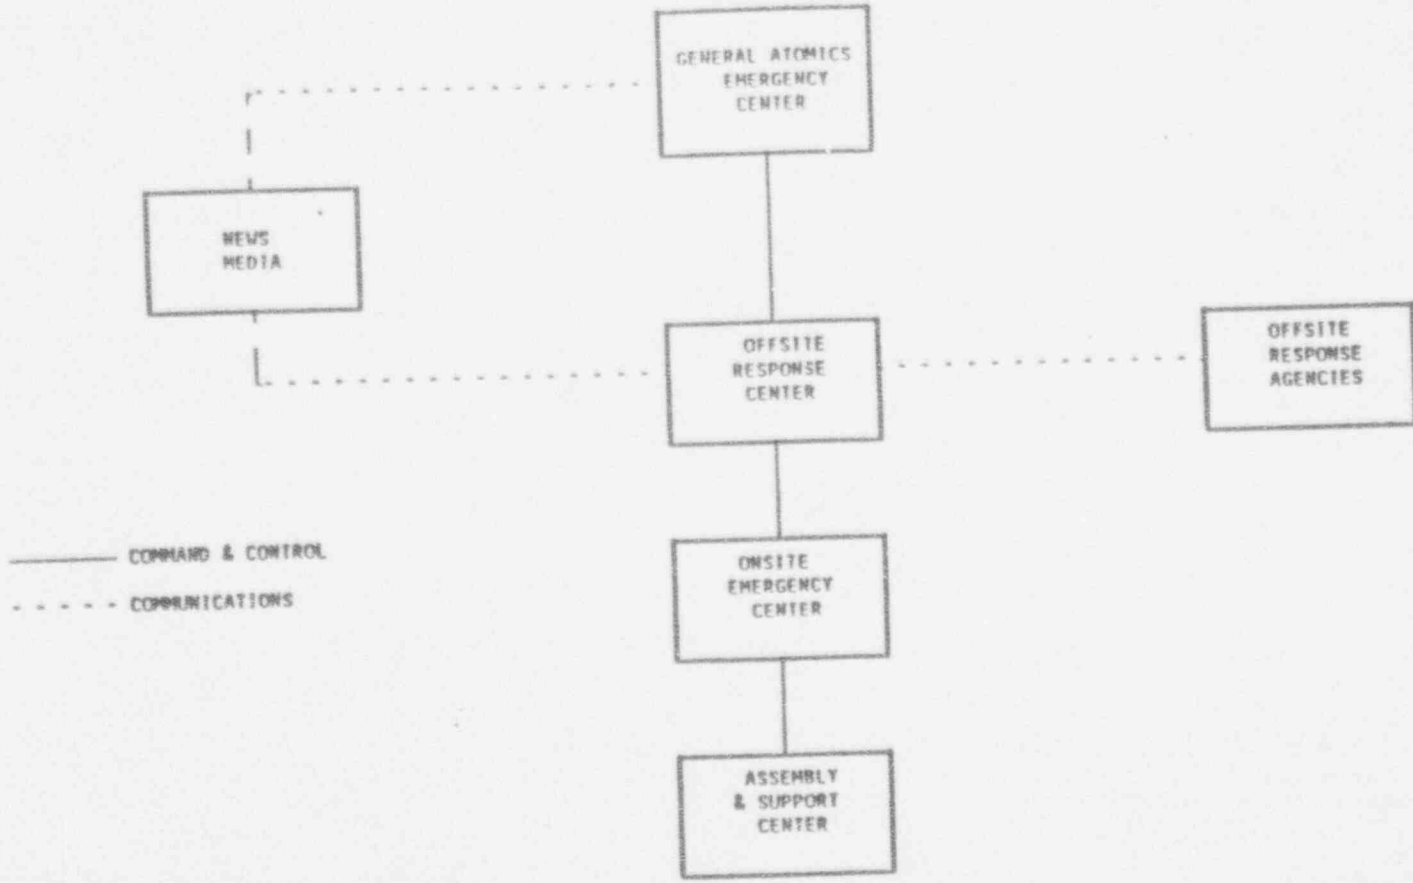 GENERAL ATOMICS
EMERGENCY
CENTER
NEWS
MEDIA
OFFSITE
RESPONSE
CENTER
OFFSITE
RESPONSE
AGENCIES
COMMAND & CONTROL
COMMUNICATIONS
ONSITE
EMERGENCY
CENTER
ASSEMBLY
& SUPPORT
CENTER